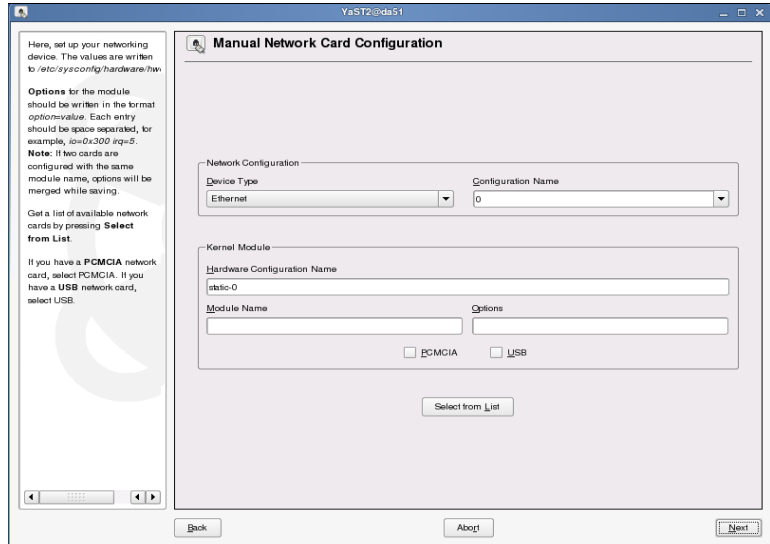 YaST2@da51
Here, set up your networking
device. The values are written
to /etc/sysconfig/hardware/hw
Options for the module
should be written in the format
option=value. Each entry
should be space separated, for
example, io=0x300 irq=5.
Note: If two cards are
configured with the same
module name, options will be
merged while saving.
Get a list of available network
cards by pressing Select
from List.
If you have a PCMCIA network
card, select PCMCIA. If you
have a USB network card,
select USB.
Manual Network Card Configuration
Network Configuration
Device Type
Configuration Name
Ethernet
0
Kernel Module
Hardware Configuration Name
static-0
Module Name
Options
PCMCIA
USB
Select from List
Back
Abort
Next